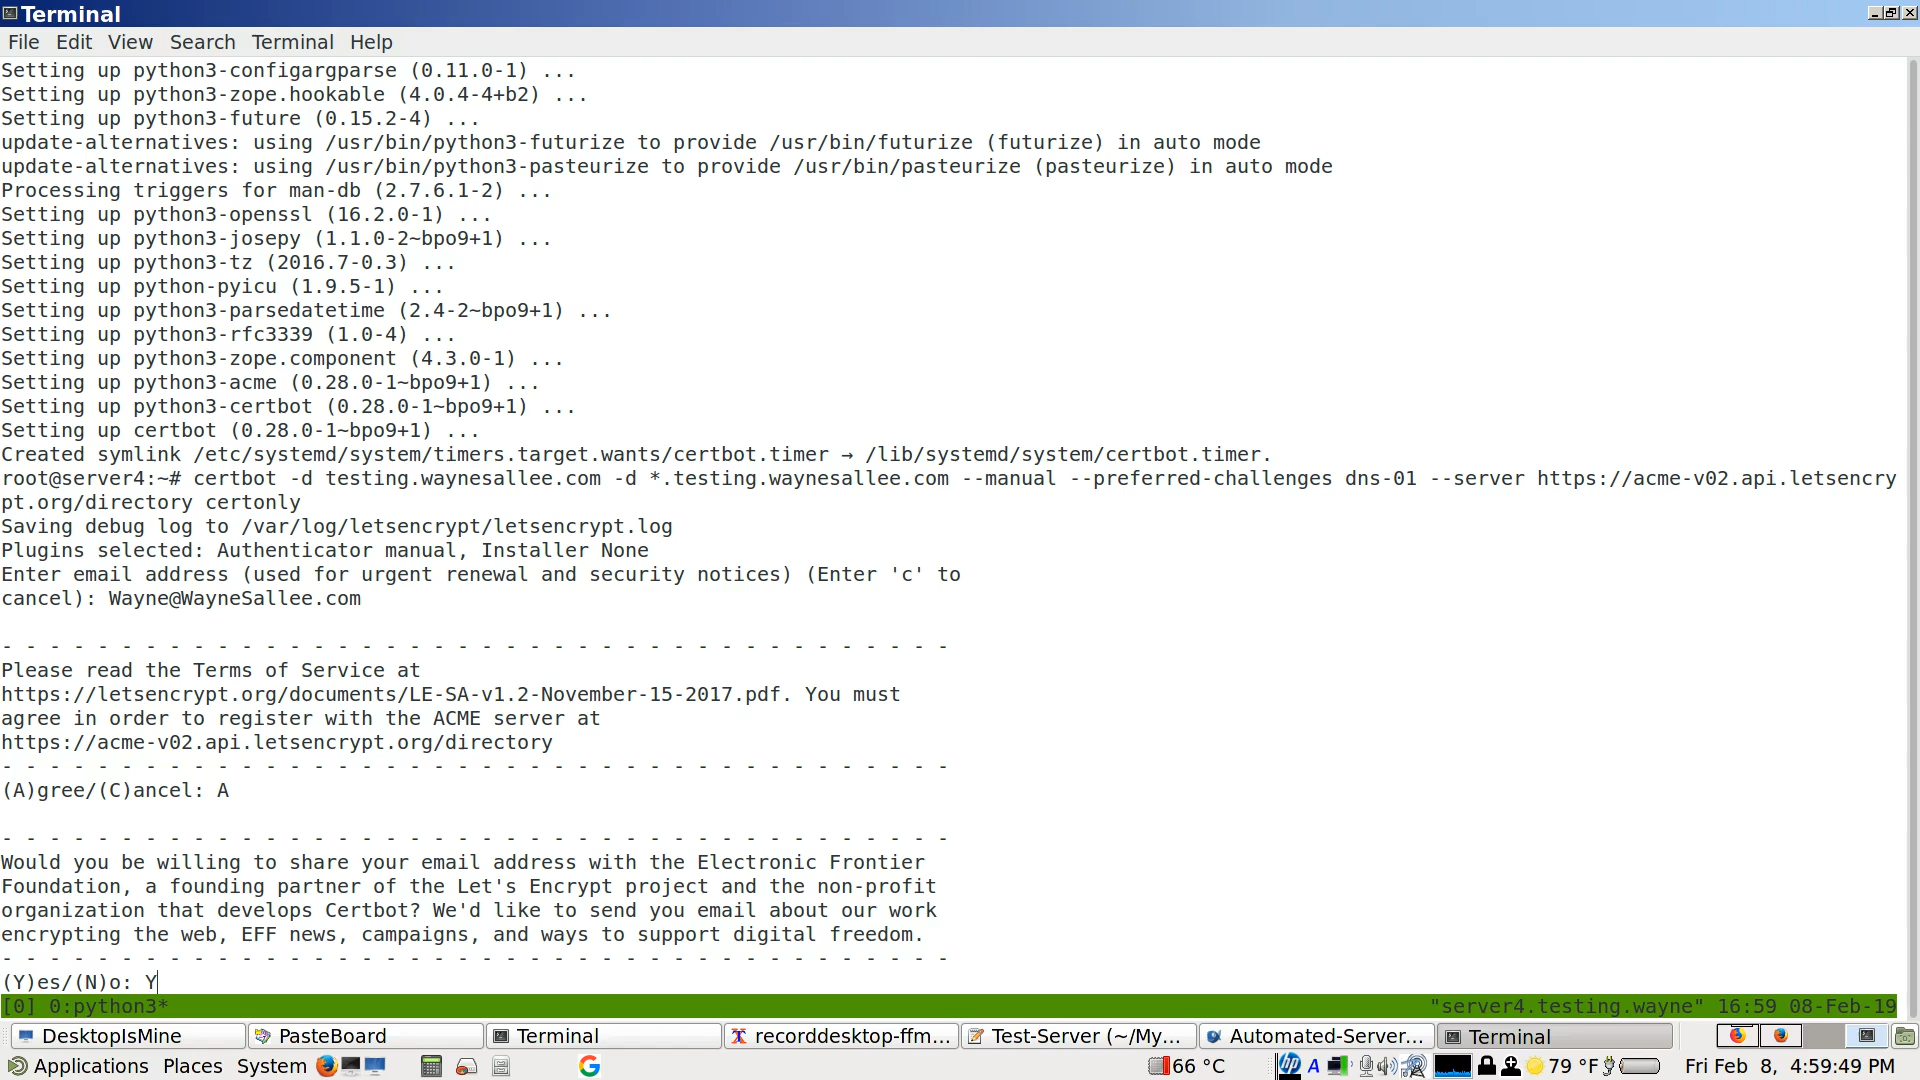 Terminal
File Edit View Search Terminal Help
Setting up python3-configargparse (0.11.0-1) ...
Setting up python3-zope.hookable (4.0.4-4+b2) ...
Setting up python3-future (0.15.2-4) ...
update-alternatives: using /usr/bin/python3-futurize to provide /usr/bin/futurize (futurize) in auto mode
update-alternatives: using /usr/bin/python3-pasteurize to provide /usr/bin/pasteurize (pasteurize) in auto mode
Processing triggers for man-db (2.7.6.1-2) ...
Setting up python3-openssl (16.2.0-1) ...
Setting up python3-josepy (1.1.0-2~bpo9+1) ...
Setting up python3-tz (2016.7-0.3) ...
Setting up python-pyicu (1.9.5-1) ...
Setting up python3-parsedatetime (2.4-2~bpo9+1) ...
Setting up python3-rfc3339 (1.0-4) ...
Setting up python3-zope.component (4.3.0-1) ...
Setting up python3-acme (0.28.0-1~bpo9+1) ...
Setting up python3-certbot (0.28.0-1~bpo9+1) ...
Setting up certbot (0.28.0-1~bpo9+1) ...
Created symlink /etc/systemd/system/timers.target.wants/certbot.timer → /lib/systemd/system/certbot.timer.
root@server4:~# certbot -d testing.waynesallee.com -d *.testing.waynesallee.com --manual --preferred-challenges dns-01 --server https://acme-v02.api.letsencry
pt.org/directory certonly
Saving debug log to /var/log/letsencrypt/letsencrypt.log
Plugins selected: Authenticator manual, Installer None
Enter email address (used for urgent renewal and security notices) (Enter 'c' to
cancel): Wayne@WayneSallee.com
- - - - - - - - - - - - - - - - - - - - - - - - - - - - - - - - - - - - - - - -
Please read the Terms of Service at
https://letsencrypt.org/documents/LE-SA-v1.2-November-15-2017.pdf. You must
agree in order to register with the ACME server at
https://acme-v02.api.letsencrypt.org/directory
- - - - - - - - - - - - - - - - - - - - - - - - - - - - - - - - - - - - - - - -
(A)gree/(C)ancel: A
- - - - - - - - - - - - - - - - - - - - - - - - - - - - - - - - - - - - - - - -
Would you be willing to share your email address with the Electronic Frontier
Foundation, a founding partner of the Let's Encrypt project and the non-profit
organization that develops Certbot? We'd like to send you email about our work
encrypting the web, EFF news, campaigns, and ways to support digital freedom.
- - - - - - - - - - - - - - - - - - - - - - - - - - - - - - - - - - - - - - - -
(Y)es/(N)o: Y
[0] 0:python3* "server4.testing.wayne" 16:59 08-Feb-19
DesktopIsMine PasteBoard Terminal recorddesktop-ffm... Test-Server (~/My... Automated-Server... Terminal
Applications Places System G 66 °C hp A 79 °F Fri Feb 8, 4:59:49 PM